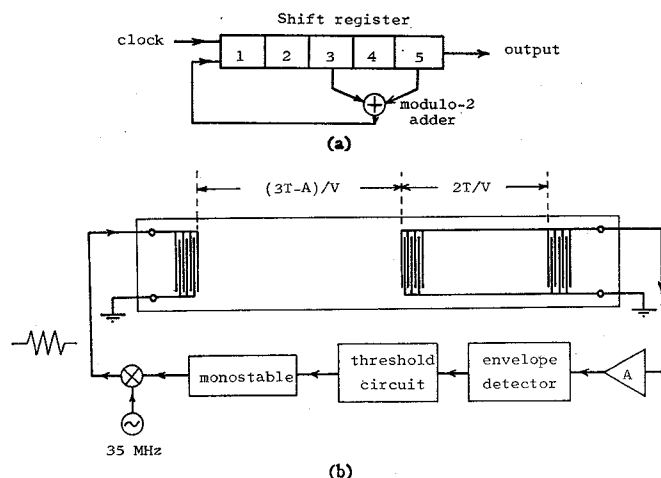 Shift register
clock
1 2 3 4 5
output
+
modulo-2
adder
(a)
(3T-A)/V
2T/V
monostable
threshold
circuit
envelope
detector
A
35 MHz
(b)